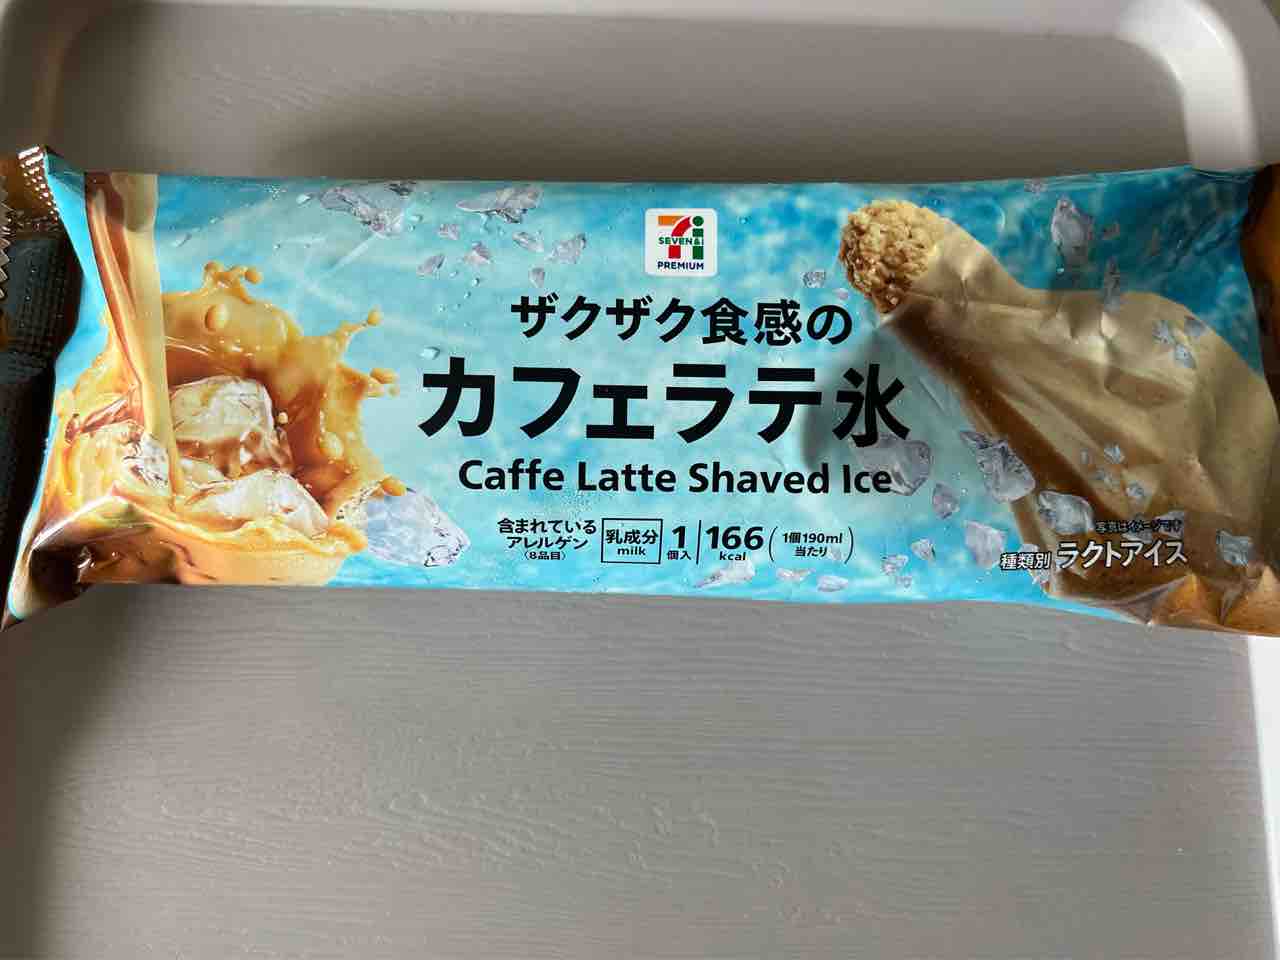 SEVEN&i
PREMIUM
ザクザク食感の
カフェラテ氷
Caffe Latte Shaved Ice
含まれている
アレルゲン
(8品目)
乳成分
milk
1
個入
166
kcal
(1個190ml
当たり)
写真はイメージです
種類別 ラクトアイス